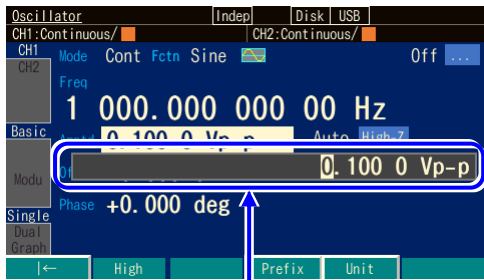 Oscillator Indep Disk USB
CH1:Continuous/ CH2:Continuous/
CH1 Mode Cont Fctn Sine Off ...
CH2
Freq
1 000.000 000 00 Hz
Basic 0.100 0 Vp-p Auto High-Z
0.100 0 Vp-p
Modu
Phase +0.000 deg
Single
Dual
Graph
|← High Prefix Unit